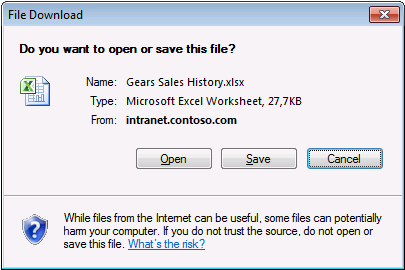 File Download
Do you want to open or save this file?
Name: Gears Sales History.xlsx
Type: Microsoft Excel Worksheet, 27,7KB
From: intranet.contoso.com
Open Save Cancel
While files from the Internet can be useful, some files can potentially
harm your computer. If you do not trust the source, do not open or
save this file. What's the risk?